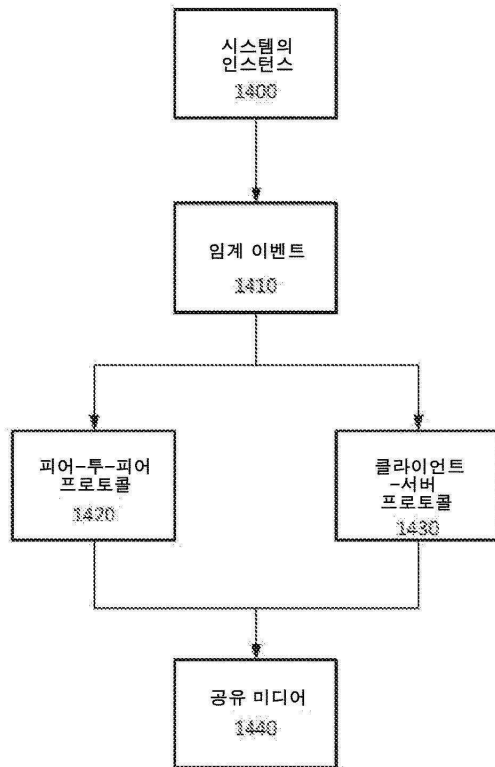 시스템의
인스턴스
1400
임계 이벤트
1410
피어-투-피어
프로토콜
1420
클라이언트
-서버
프로토콜
1430
공유 미디어
1440